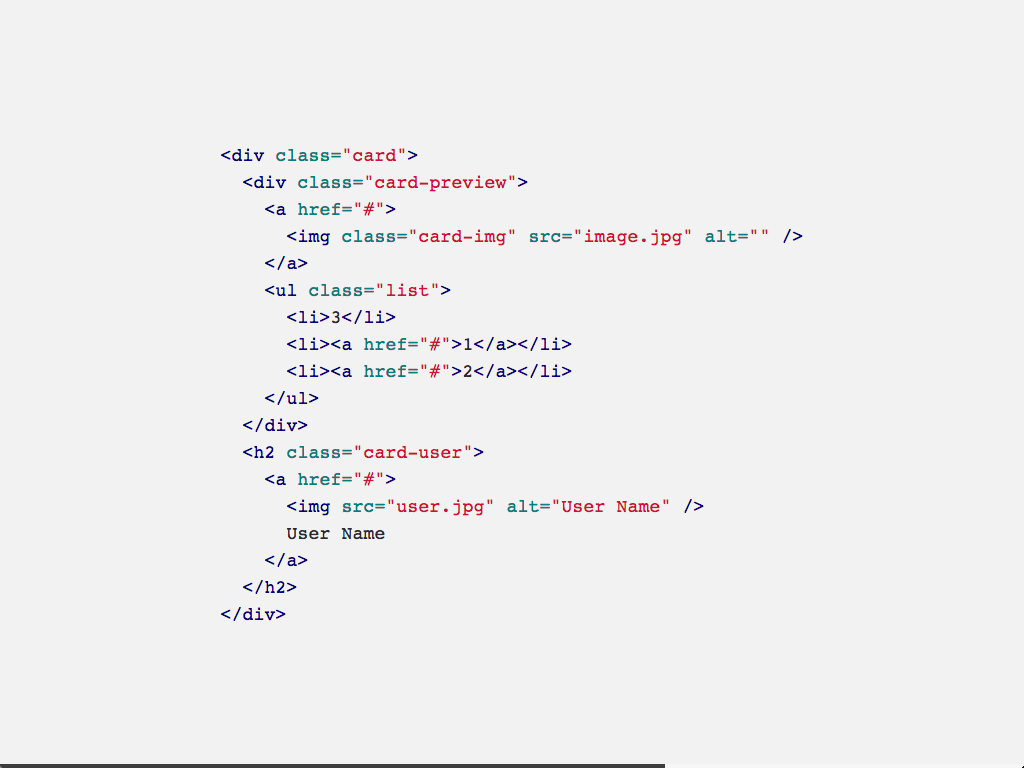 <div class="card">
  <div class="card-preview">
    <a href="#">
      <img class="card-img" src="image.jpg" alt="" />
    </a>
    <ul class="list">
      <li>3</li>
      <li><a href="#">1</a></li>
      <li><a href="#">2</a></li>
    </ul>
  </div>
  <h2 class="card-user">
    <a href="#">
      <img src="user.jpg" alt="User Name" />
      User Name
    </a>
  </h2>
</div>